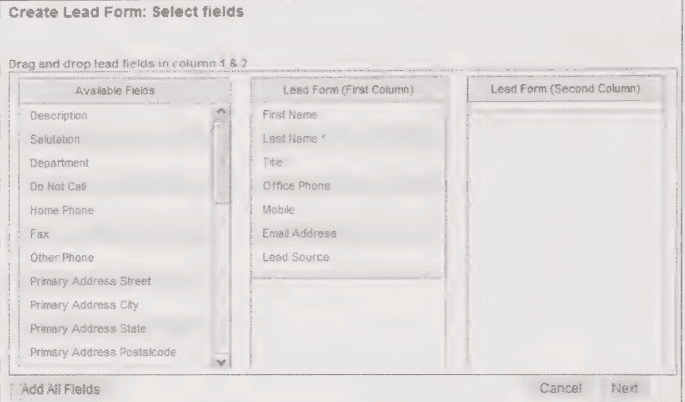 Create Lead Form: Select fields
Drag and drop lead fields in column 1 & 2
Available Fields
Description
Salutation
Department
Do Not Call
Home Phone
Fax
Other Phone
Primary Address Street
Primary Address City
Primary Address State
Primary Address Postalcode
Lead Form (First Column)
First Name
Last Name *
Title
Office Phone
Mobile
Email Address
Lead Source
Lead Form (Second Column)
Add All Fields
Cancel
Next